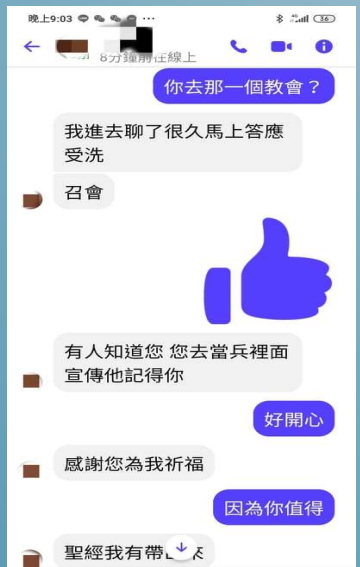 晚上9:03
36
8分鐘前在線上
你去那一個教會？
我進去聊了很久馬上答應
受洗
召會
有人知道您 您去當兵裡面
宣傳他記得你
好開心
感謝您為我祈福
因為你值得
聖經我有帶
來